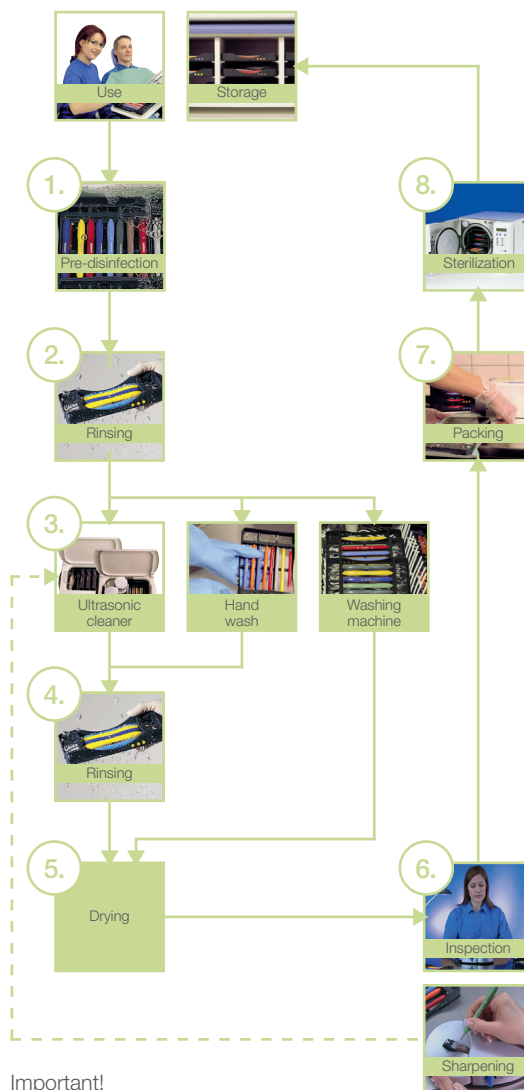 Use
Storage
1.
Pre-disinfection
8.
Sterilization
2.
Rinsing
7.
Packing
3.
Ultrasonic
cleaner
Hand
wash
Washing
machine
4.
Rinsing
5.
Drying
6.
Inspection
Sharpening
Important!